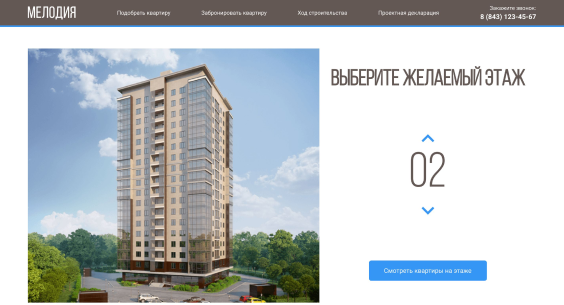 МЕЛОДИЯ
Подобрать квартиру
Забронировать квартиру
Ход строительства
Проектная декларация
Закажите звонок:
8 (843) 123-45-67
ВЫБЕРИТЕ ЖЕЛАЕМЫЙ ЭТАЖ
02
Смотреть квартиры на этаже